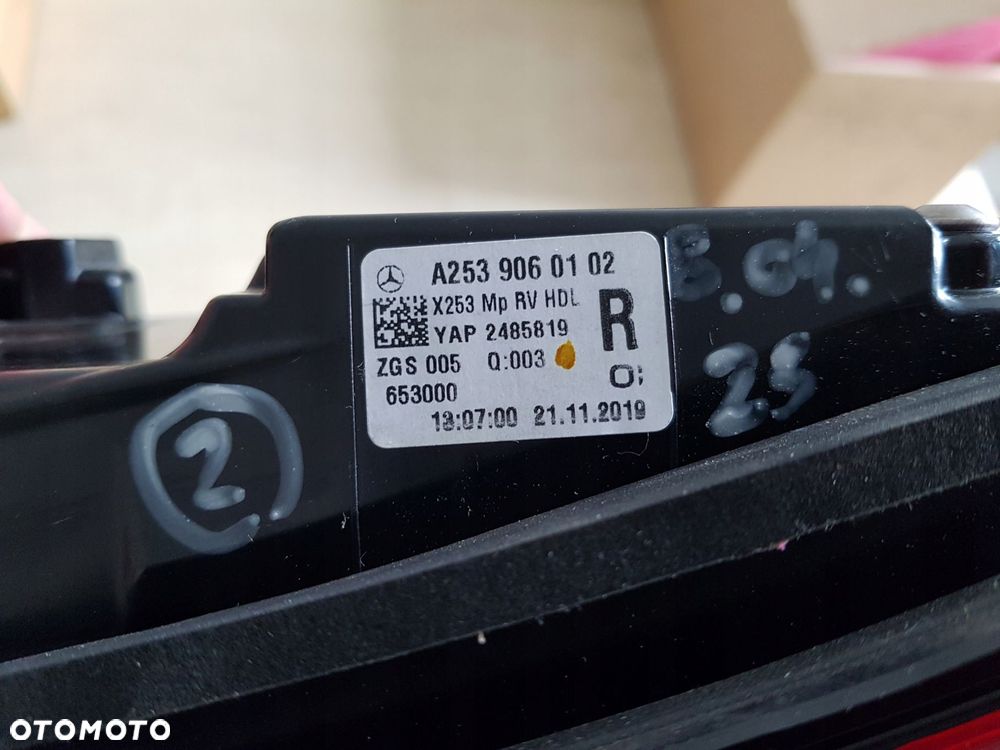 A253 906 01 02
X253 Mp RV HDL
YAP 2485819
R
ZGS 005 Q:003
O;
653000
18:07:00 21.11.2019
.04.
25
2
OTOMOTO